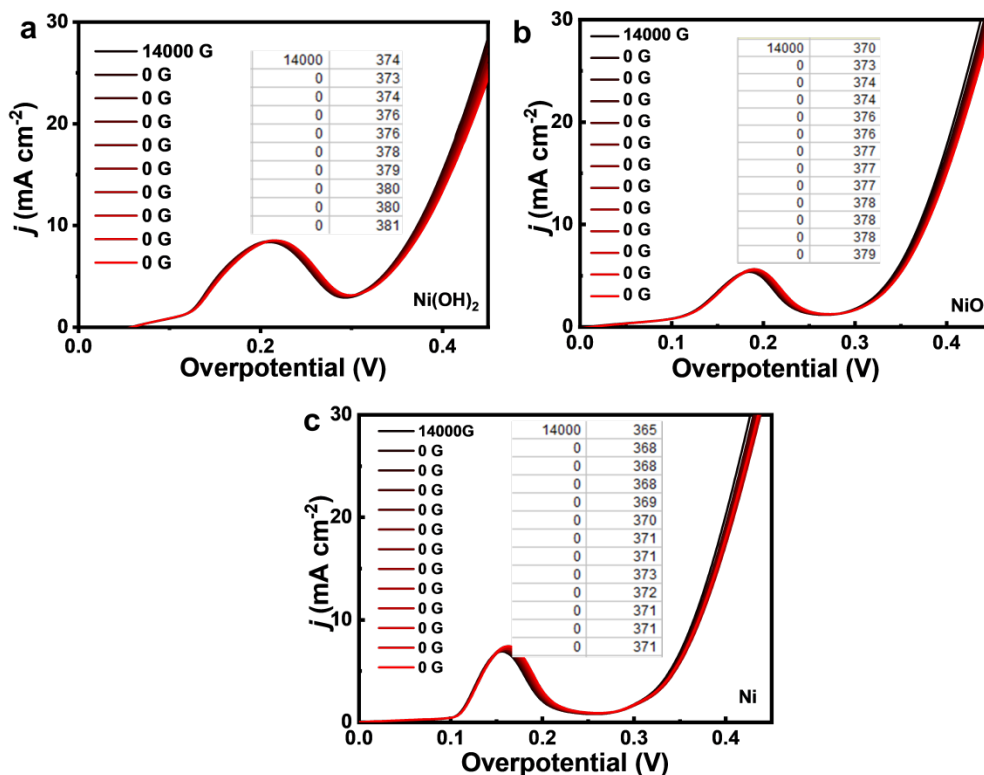 a
30
20
10
0
j (mA cm⁻²)
14000 G
0 G
0 G
0 G
0 G
0 G
0 G
0 G
0 G
0 G
14000 374
0 373
0 374
0 376
0 376
0 378
0 379
0 380
0 380
0 381
Ni(OH)₂
0.0 0.2 0.4
Overpotential (V)
b
30
20
10
0
j (mA cm⁻²)
14000 G
0 G
0 G
0 G
0 G
0 G
0 G
0 G
0 G
0 G
0 G
0 G
0 G
14000 370
0 373
0 374
0 374
0 376
0 376
0 377
0 377
0 377
0 378
0 378
0 378
0 379
NiO
0.0 0.1 0.2 0.3 0.4
Overpotential (V)
c
30
20
10
0
j (mA cm⁻²)
14000G
0 G
0 G
0 G
0 G
0 G
0 G
0 G
0 G
0 G
0 G
0 G
0 G
14000 365
0 368
0 368
0 368
0 369
0 370
0 371
0 371
0 373
0 372
0 371
0 371
0 371
Ni
0.0 0.1 0.2 0.3 0.4
Overpotential (V)